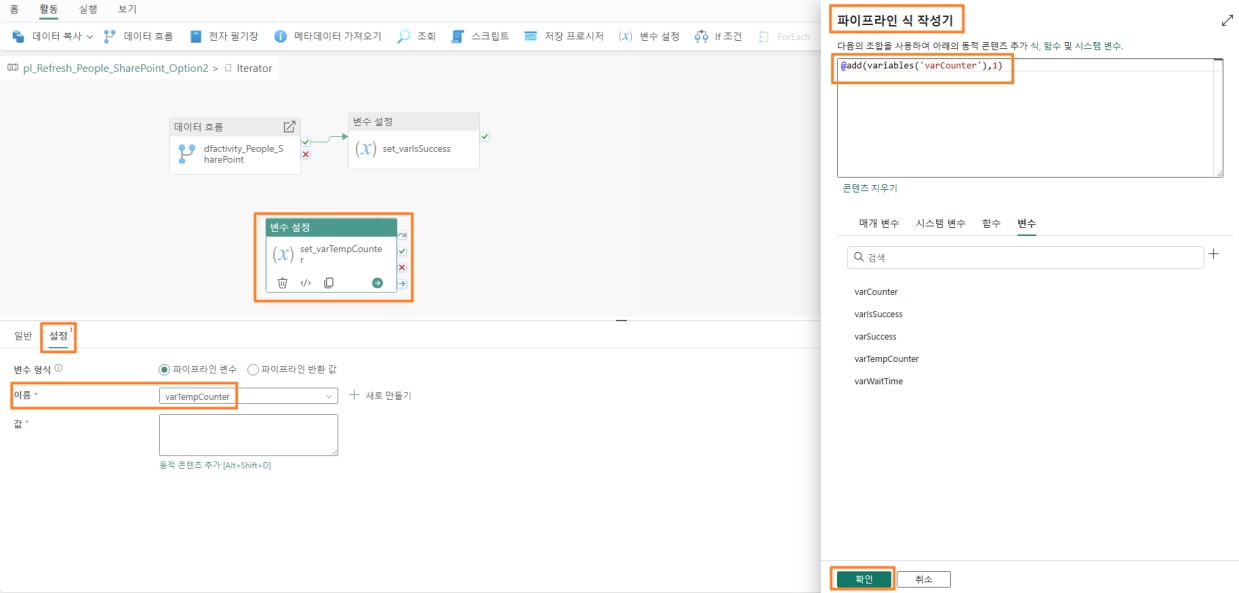 홈 활동 실행 보기
데이터 복사 데이터 흐름 전자 필기장 메타데이터 가져오기 조회 스크립트 저장 프로시저 (x) 변수 설정 If 조건 ForEach
pl_Refresh_People_SharePoint_Option2 > Iterator
데이터 흐름
dfactivity_People_S
harePoint
변수 설정
(x) set_varIsSuccess
변수 설정
(x) set_varTempCounte
r
일반 설정 1
변수 형식 파이프라인 변수 파이프라인 반환 값
이름 * varTempCounter 새로 만들기
값 *
동적 콘텐츠 추가 [Alt+Shift+D]
파이프라인 식 작성기
다음의 조합을 사용하여 아래의 동적 콘텐츠 추가 식, 함수 및 시스템 변수.
@add(variables('varCounter'),1)
콘텐츠 지우기
매개 변수 시스템 변수 함수 변수
검색
varCounter
varIsSuccess
varSuccess
varTempCounter
varWaitTime
확인 취소